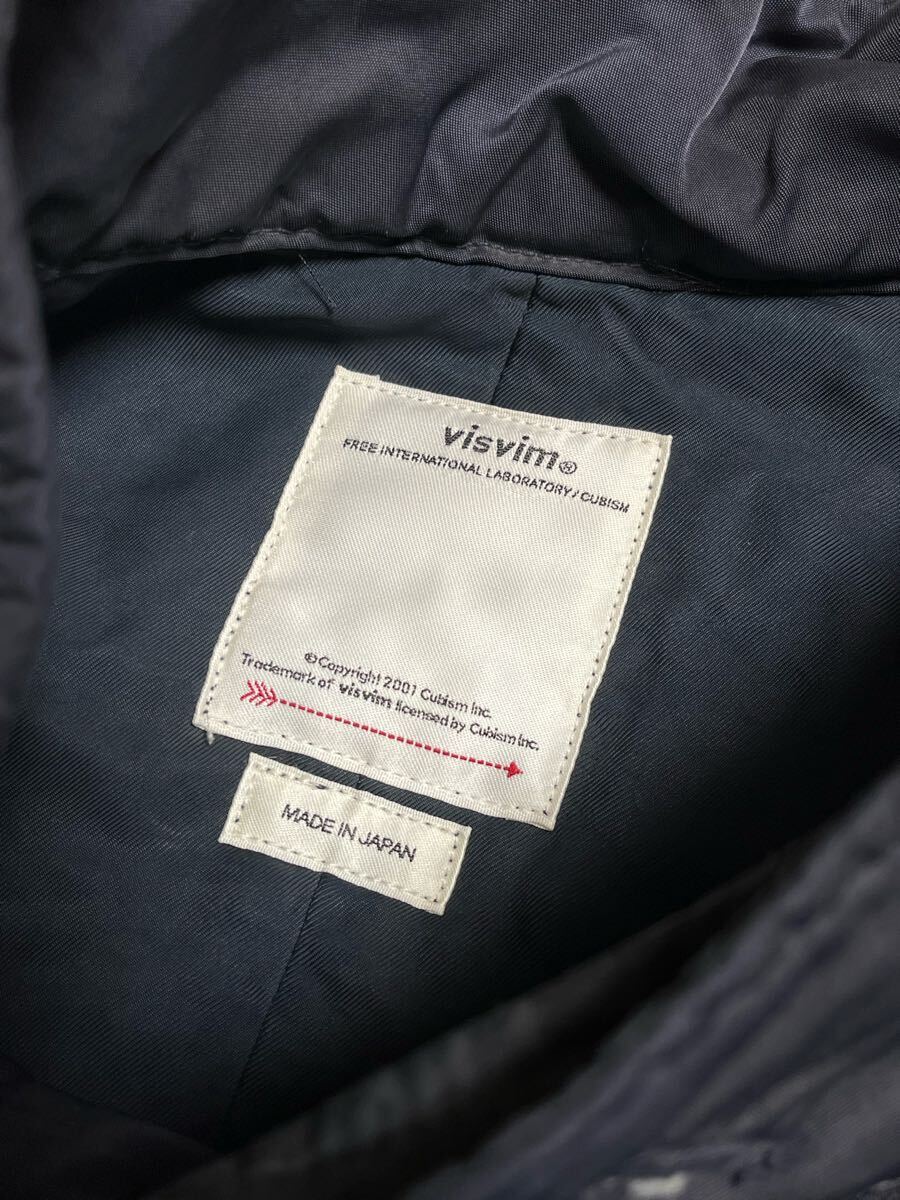 visvim®
FREE INTERNATIONAL LABORATORY / CUBISM
©Copyright 2001 Cubism Inc.
Trademark of visvim licensed by Cubism Inc.
MADE IN JAPAN